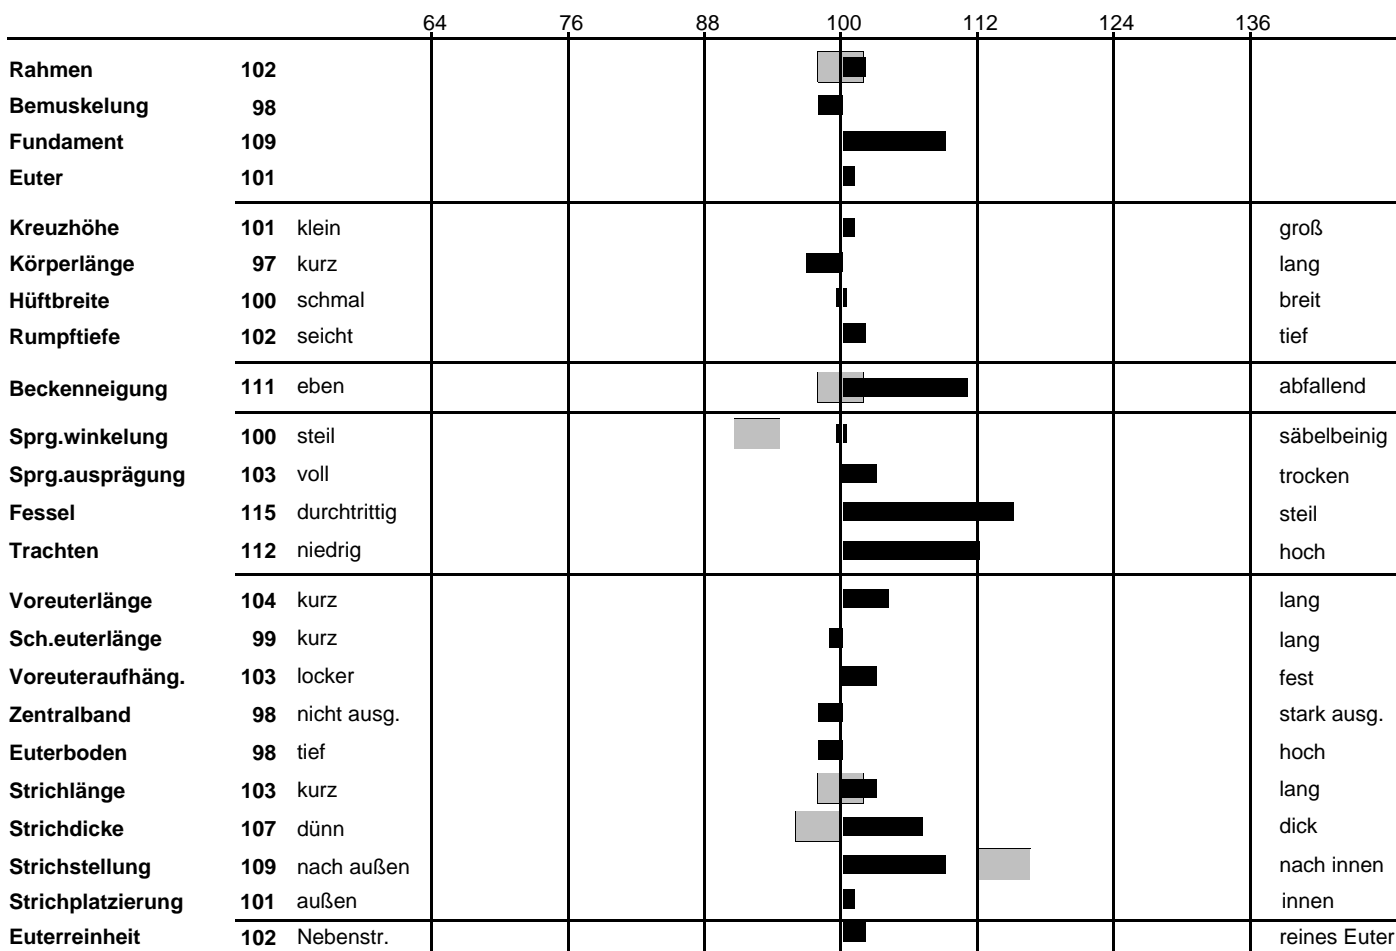 64 76 88 100 112 124 136
Rahmen 102
Bemuskelung 98
Fundament 109
Euter 101
Kreuzhöhe 101 klein groß
Körperlänge 97 kurz lang
Hüftbreite 100 schmal breit
Rumpftiefe 102 seicht tief
Beckenneigung 111 eben abfallend
Sprg.winkelung 100 steil säbelbeinig
Sprg.ausprägung 103 voll trocken
Fessel 115 durchtrittig steil
Trachten 112 niedrig hoch
Voreuterlänge 104 kurz lang
Sch.euterlänge 99 kurz lang
Voreuteraufhäng. 103 locker fest
Zentralband 98 nicht ausg. stark ausg.
Euterboden 98 tief hoch
Strichlänge 103 kurz lang
Strichdicke 107 dünn dick
Strichstellung 109 nach außen nach innen
Strichplatzierung 101 außen innen
Euterreinheit 102 Nebenstr. reines Euter